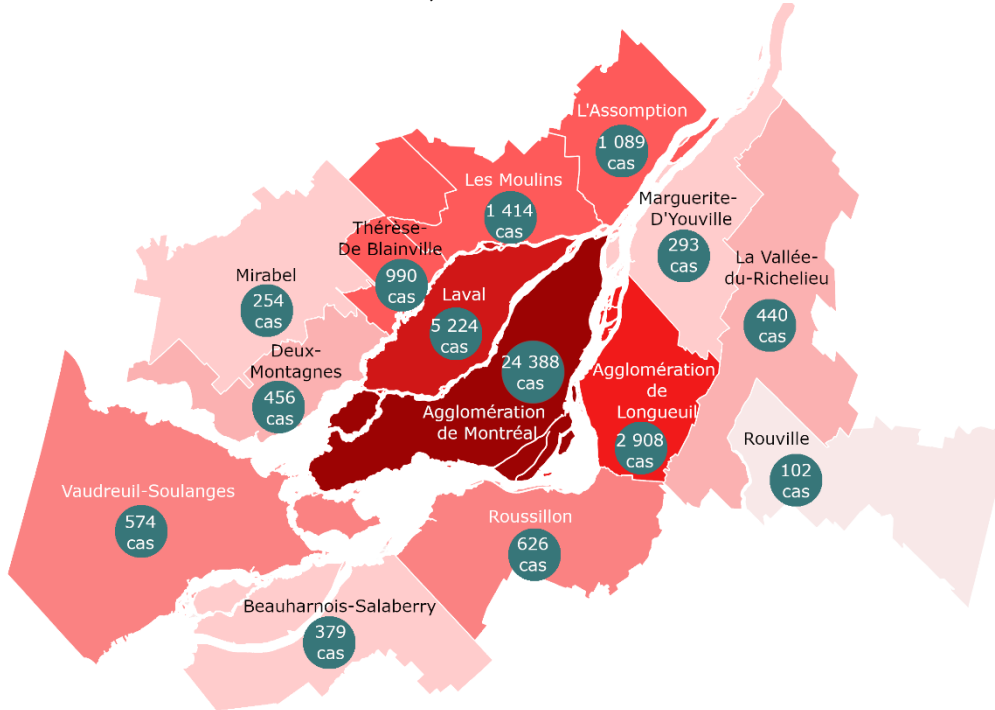 L'Assomption
1 089
cas
Les Moulins
1 414
cas
Marguerite-
D'Youville
293
cas
Thérèse-
De Blainville
990
cas
La Vallée-
du-Richelieu
440
cas
Mirabel
254
cas
Laval
5 224
cas
Deux-
Montagnes
456
cas
24 388
cas
Agglomération
de Montréal
Agglomération
de
Longueuil
2 908
cas
Rouville
102
cas
Vaudreuil-Soulanges
574
cas
Roussillon
626
cas
Beauharnois-Salaberry
379
cas